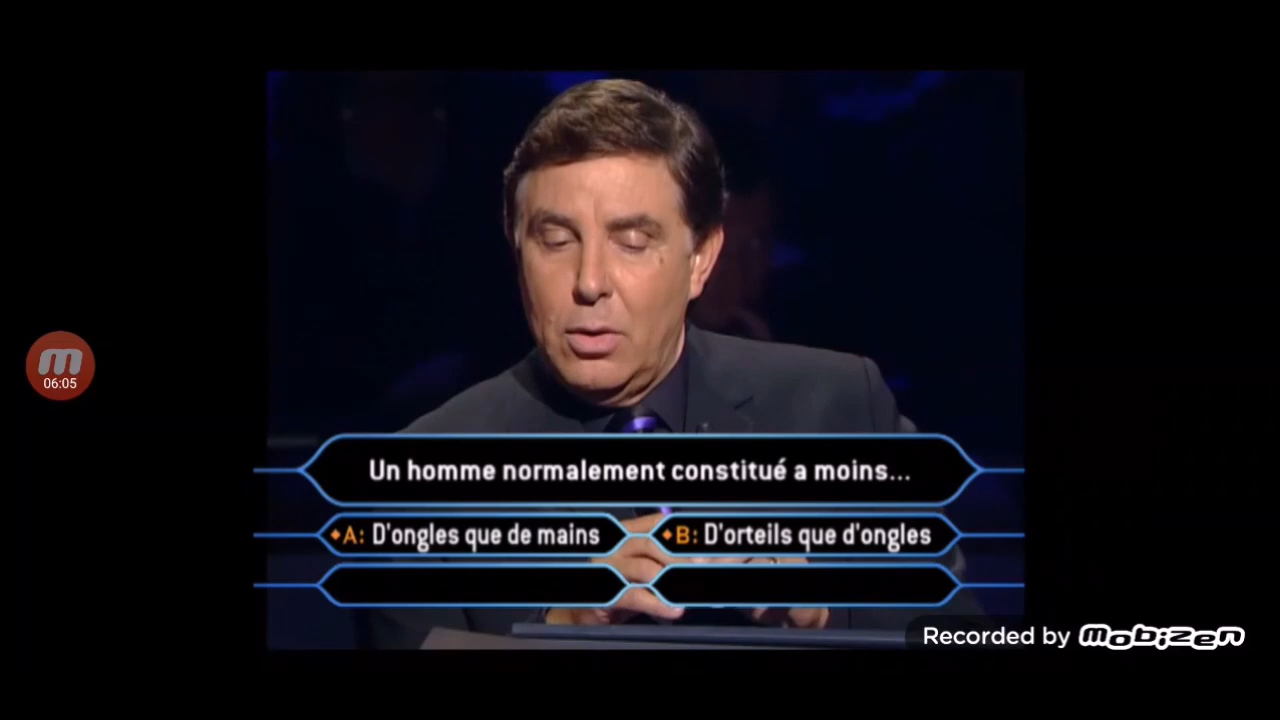 Un homme normalement constitué a moins...
A: D'ongles que de mains
B: D'orteils que d'ongles
m
06:05
Recorded by mobizen